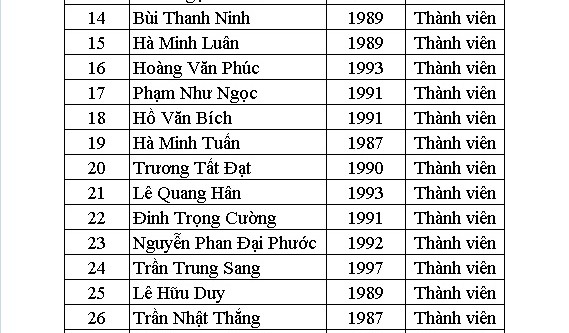 14 Bùi Thanh Ninh 1989 Thành viên
15 Hà Minh Luân 1989 Thành viên
16 Hoàng Văn Phúc 1993 Thành viên
17 Phạm Như Ngọc 1991 Thành viên
18 Hồ Văn Bích 1991 Thành viên
19 Hà Minh Tuấn 1987 Thành viên
20 Trương Tất Đạt 1990 Thành viên
21 Lê Quang Hân 1993 Thành viên
22 Đinh Trọng Cường 1991 Thành viên
23 Nguyễn Phan Đại Phước 1992 Thành viên
24 Trần Trung Sang 1997 Thành viên
25 Lê Hữu Duy 1989 Thành viên
26 Trần Nhật Thắng 1987 Thành viên